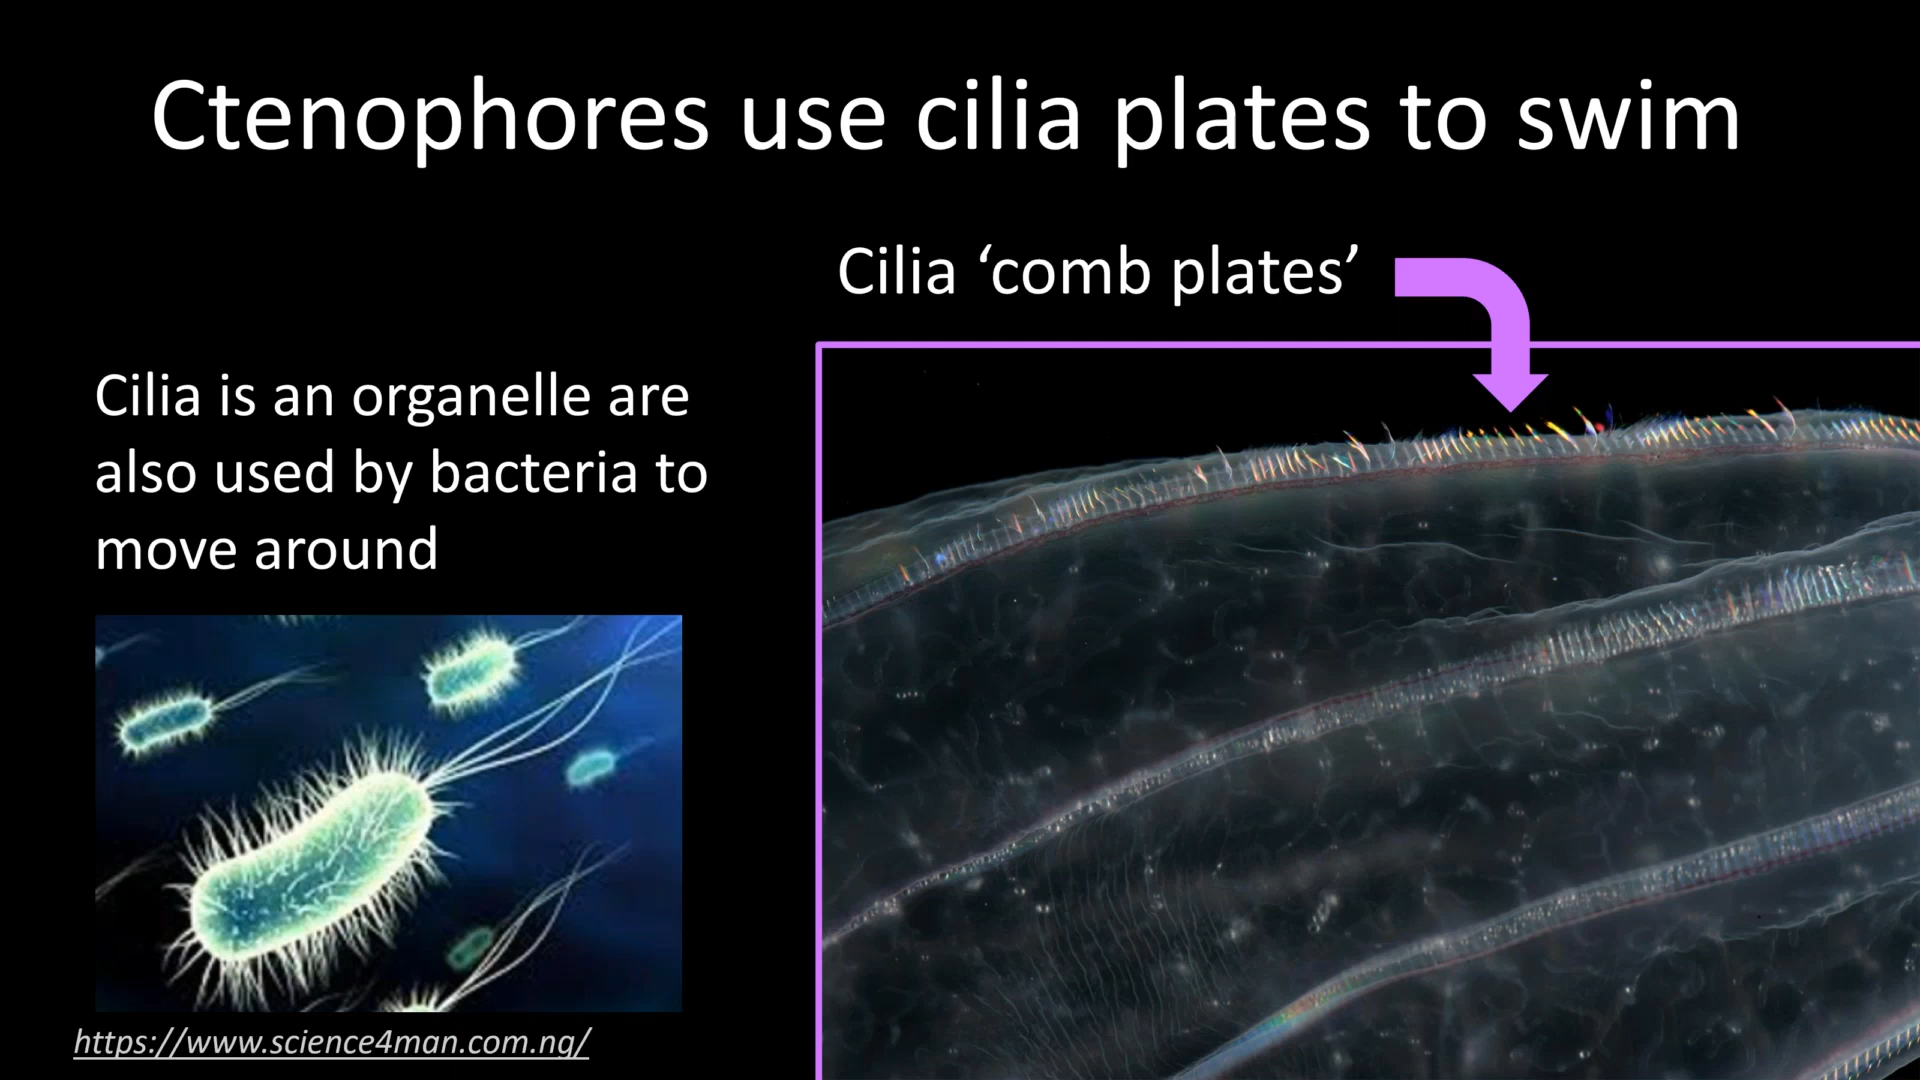 Ctenophores use cilia plates to swim
Cilia ‘comb plates’
Cilia is an organelle are
also used by bacteria to
move around
https://www.science4man.com.ng/